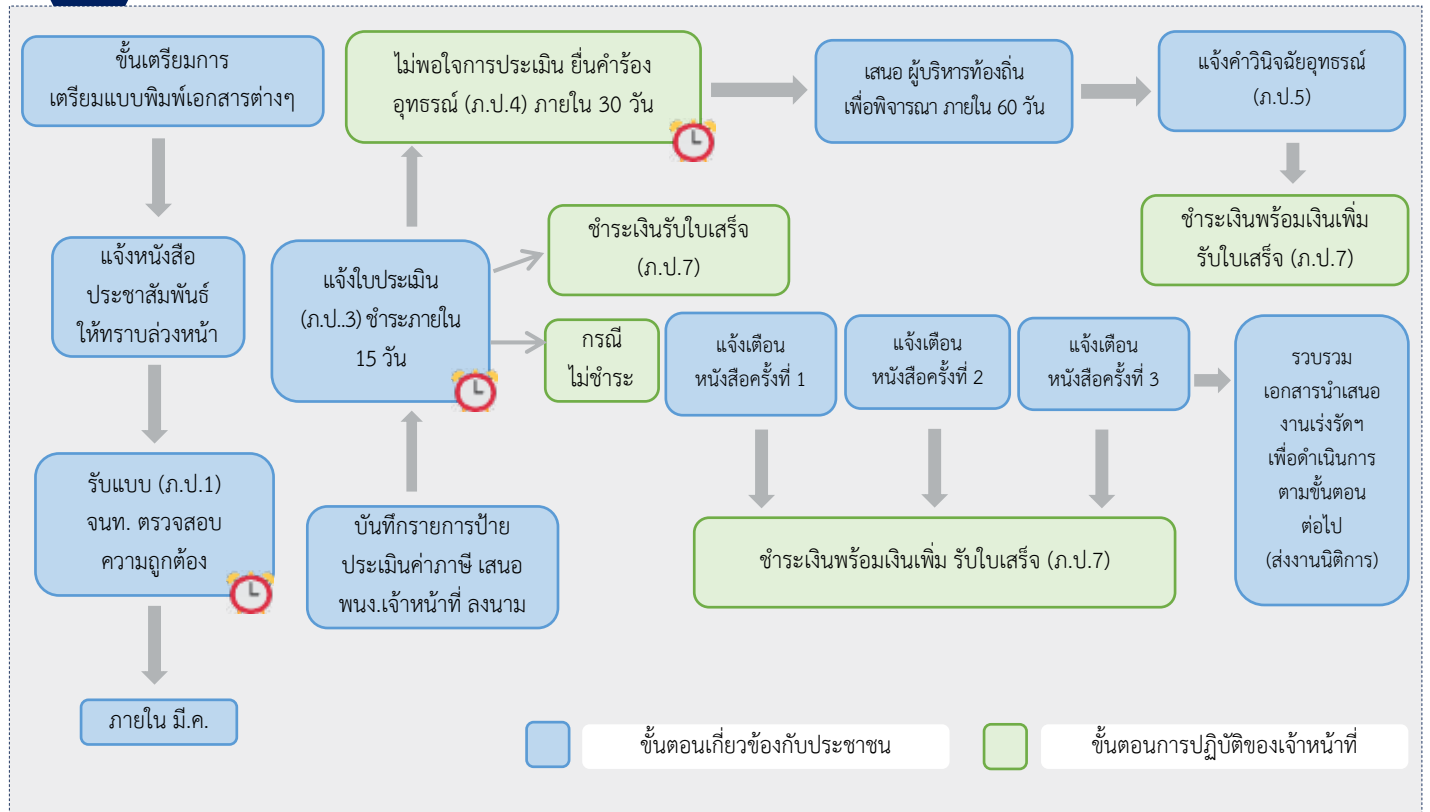 ขั้นเตรียมการ
เตรียมแบบพิมพ์เอกสารต่างๆ
ไม่พอใจการประเมิน ยื่นคำร้อง
อุทธรณ์ (ภ.ป.4) ภายใน 30 วัน
เสนอ ผู้บริหารท้องถิ่น
เพื่อพิจารณา ภายใน 60 วัน
แจ้งคำวินิจฉัยอุทธรณ์
(ภ.ป.5)
ชำระเงินพร้อมเงินเพิ่ม
รับใบเสร็จ (ภ.ป.7)
แจ้งหนังสือ
ประชาสัมพันธ์
ให้ทราบล่วงหน้า
แจ้งใบประเมิน
(ภ.ป..3) ชำระภายใน
15 วัน
ชำระเงินรับใบเสร็จ
(ภ.ป.7)
กรณี
ไม่ชำระ
แจ้งเตือน
หนังสือครั้งที่ 1
แจ้งเตือน
หนังสือครั้งที่ 2
แจ้งเตือน
หนังสือครั้งที่ 3
รวบรวม
เอกสารนำเสนอ
งานเร่งรัดฯ
เพื่อดำเนินการ
ตามขั้นตอน
ต่อไป
(ส่งงานนิติการ)
รับแบบ (ภ.ป.1)
จนท. ตรวจสอบ
ความถูกต้อง
บันทึกรายการป้าย
ประเมินค่าภาษี เสนอ
พนง.เจ้าหน้าที่ ลงนาม
ชำระเงินพร้อมเงินเพิ่ม รับใบเสร็จ (ภ.ป.7)
ภายใน มี.ค.
ขั้นตอนเกี่ยวข้องกับประชาชน
ขั้นตอนการปฏิบัติของเจ้าหน้าที่